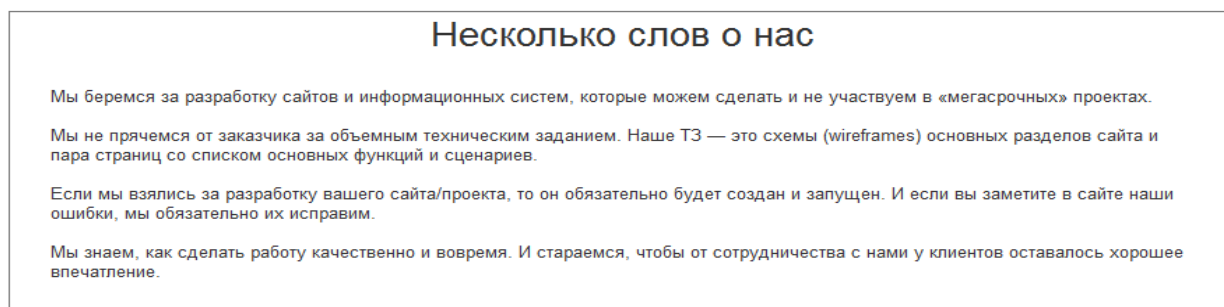 Несколько слов о нас
Мы беремся за разработку сайтов и информационных систем, которые можем сделать и не участвуем в «мегасрочных» проектах.
Мы не прячемся от заказчика за объемным техническим заданием. Наше ТЗ — это схемы (wireframes) основных разделов сайта и
пара страниц со списком основных функций и сценариев.
Если мы взялись за разработку вашего сайта/проекта, то он обязательно будет создан и запущен. И если вы заметите в сайте наши
ошибки, мы обязательно их исправим.
Мы знаем, как сделать работу качественно и вовремя. И стараемся, чтобы от сотрудничества с нами у клиентов оставалось хорошее
впечатление.